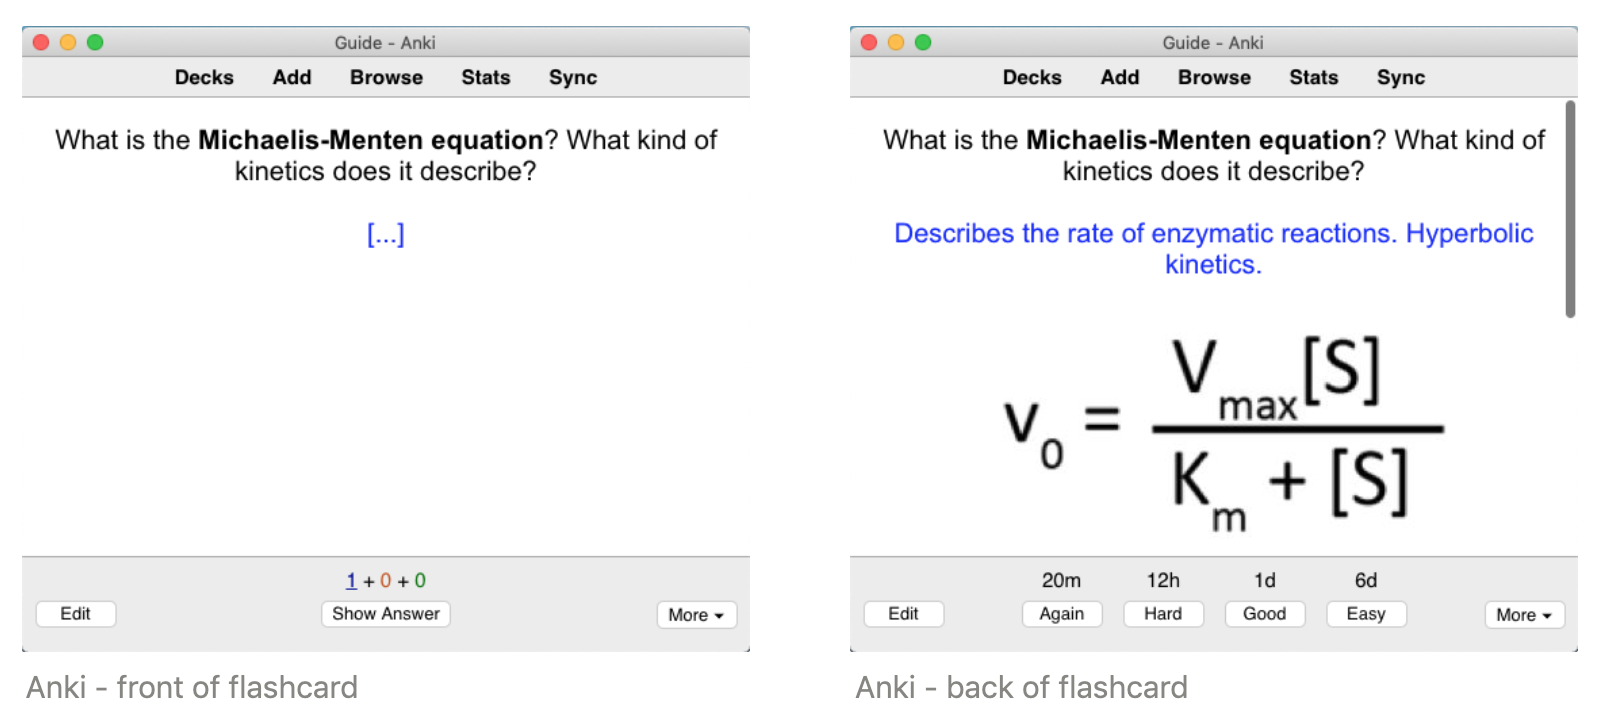 Guide - Anki
Decks Add Browse Stats Sync
What is the Michaelis-Menten equation? What kind of
kinetics does it describe?
[...]
1 + 0 + 0
Edit Show Answer More
Anki - front of flashcard
Guide - Anki
Decks Add Browse Stats Sync
What is the Michaelis-Menten equation? What kind of
kinetics does it describe?
Describes the rate of enzymatic reactions. Hyperbolic
kinetics.
V_max[S]
v_0 =
K_m + [S]
20m 12h 1d 6d
Edit Again Hard Good Easy More
Anki - back of flashcard